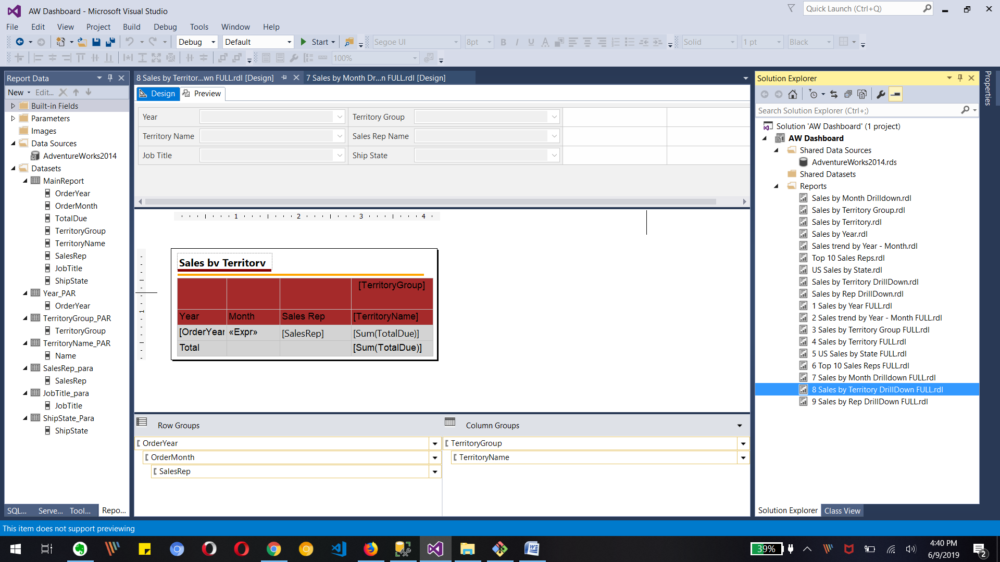 AW Dashboard - Microsoft Visual Studio
Quick Launch (Ctrl+Q)
File Edit View Project Build Debug Tools Window Help
Debug Default Start Segoe UI 8pt B I U A Solid 1 pt Black
100%
Report Data
New Edit...
Built-in Fields
Parameters
Images
Data Sources
AdventureWorks2014
Datasets
MainReport
OrderYear
OrderMonth
TotalDue
TerritoryGroup
TerritoryName
SalesRep
JobTitle
ShipState
Year_PAR
OrderYear
TerritoryGroup_PAR
TerritoryGroup
TerritoryName_PAR
Name
SalesRep_para
SalesRep
JobTitle_para
JobTitle
ShipState_Para
ShipState
SQL... Serve... Tool... Repo...
8 Sales by Territor...wn FULL.rdl [Design] 7 Sales by Month Dr...n FULL.rdl [Design]
Design Preview
Year Territory Group
Territory Name Sales Rep Name
Job Title Ship State
1 2 3 4
1
Sales by Territory
[TerritoryGroup]
Year Month Sales Rep [TerritoryName]
[OrderYear «Expr» [SalesRep] [Sum(TotalDue)]
Total [Sum(TotalDue)]
Row Groups
OrderYear
OrderMonth
SalesRep
Column Groups
TerritoryGroup
TerritoryName
Solution Explorer
Search Solution Explorer (Ctrl+;)
Solution 'AW Dashboard' (1 project)
AW Dashboard
Shared Data Sources
AdventureWorks2014.rds
Shared Datasets
Reports
Sales by Month Drilldown.rdl
Sales by Territory Group.rdl
Sales by Territory.rdl
Sales by Year.rdl
Sales trend by Year - Month.rdl
Top 10 Sales Reps.rdl
US Sales by State.rdl
Sales by Territory DrillDown.rdl
Sales by Rep DrillDown.rdl
1 Sales by Year FULL.rdl
2 Sales trend by Year - Month FULL.rdl
3 Sales by Territory Group FULL.rdl
4 Sales by Territory FULL.rdl
5 US Sales by State FULL.rdl
6 Top 10 Sales Reps FULL.rdl
7 Sales by Month Drilldown FULL.rdl
8 Sales by Territory DrillDown FULL.rdl
9 Sales by Rep DrillDown FULL.rdl
Solution Explorer Class View
Properties
This item does not support previewing
39%
4:40 PM
6/9/2019
2